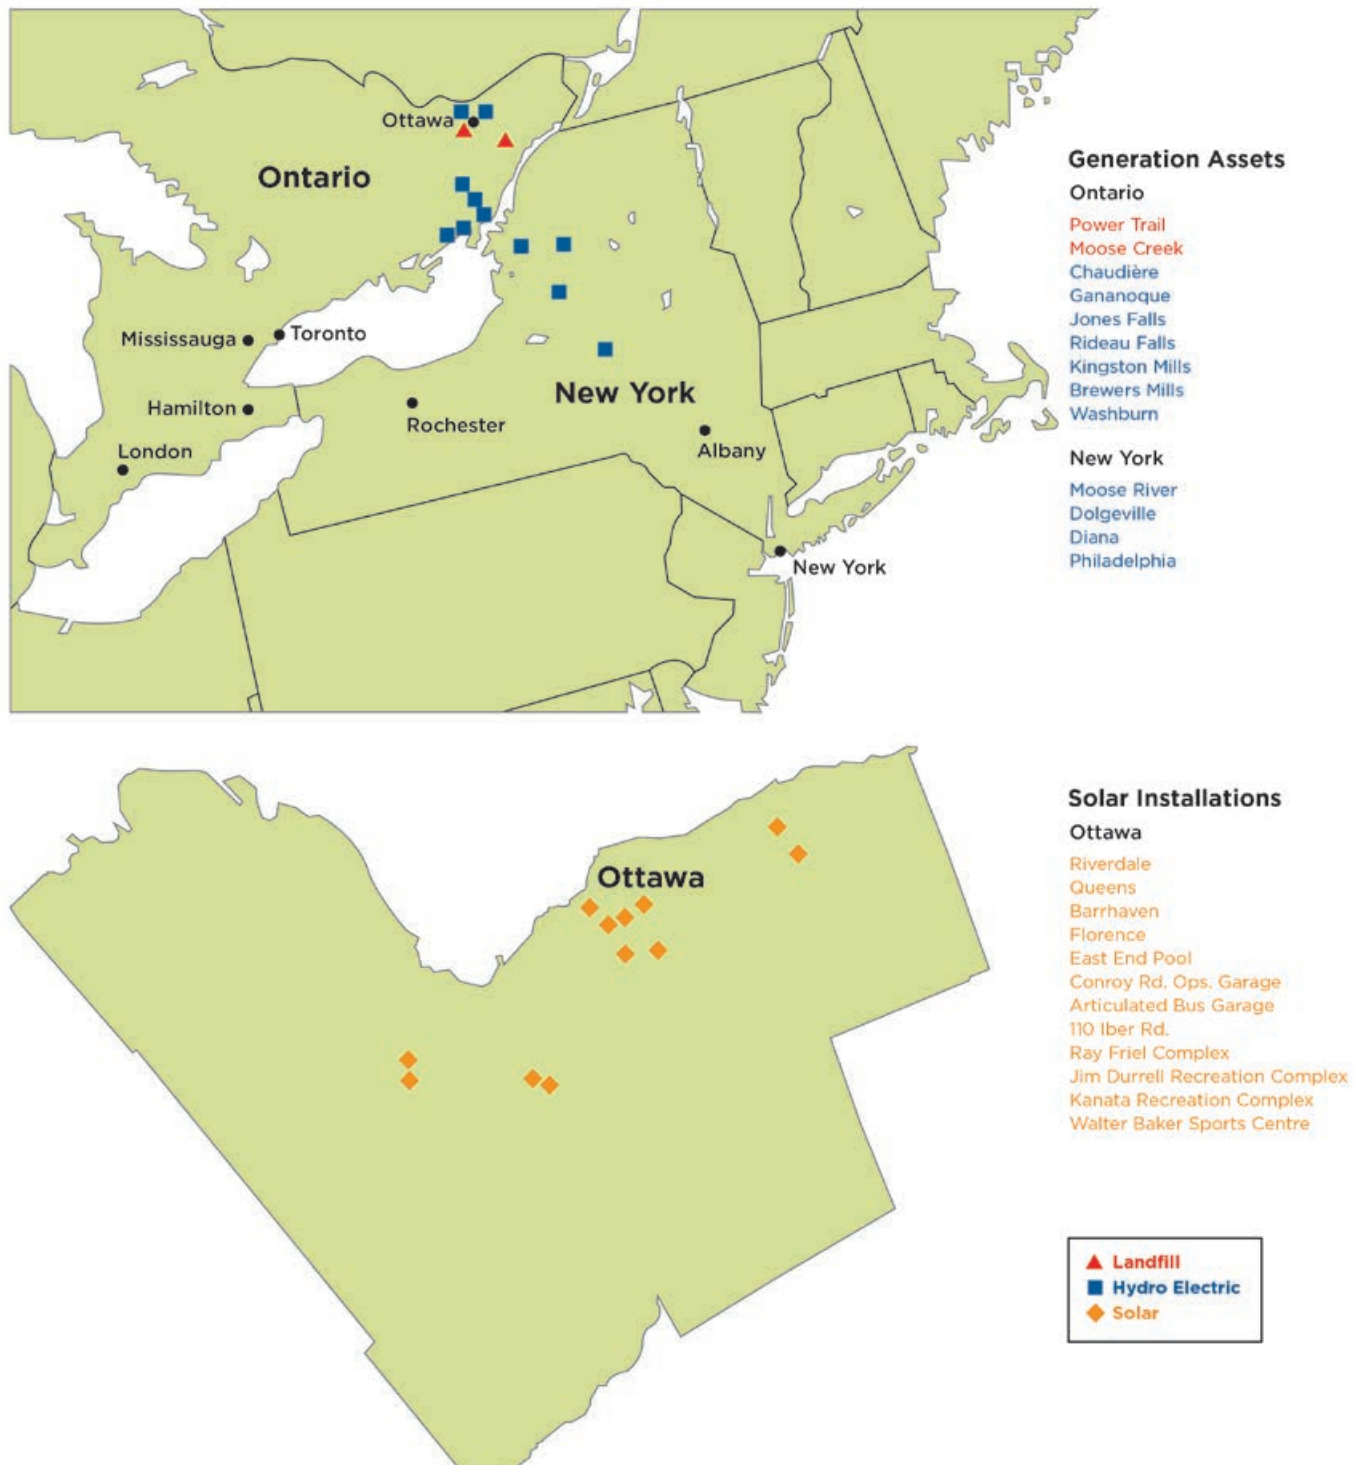 Ottawa
Ontario
Mississauga
Toronto
Hamilton
London
Rochester
New York
Albany
New York
Generation Assets
Ontario
Power Trail
Moose Creek
Chaudière
Gananoque
Jones Falls
Rideau Falls
Kingston Mills
Brewers Mills
Washburn
New York
Moose River
Dolgeville
Diana
Philadelphia
Ottawa
Solar Installations
Ottawa
Riverdale
Queens
Barrhaven
Florence
East End Pool
Conroy Rd. Ops. Garage
Articulated Bus Garage
110 Iber Rd.
Ray Friel Complex
Jim Durrell Recreation Complex
Kanata Recreation Complex
Walter Baker Sports Centre
Landfill
Hydro Electric
Solar